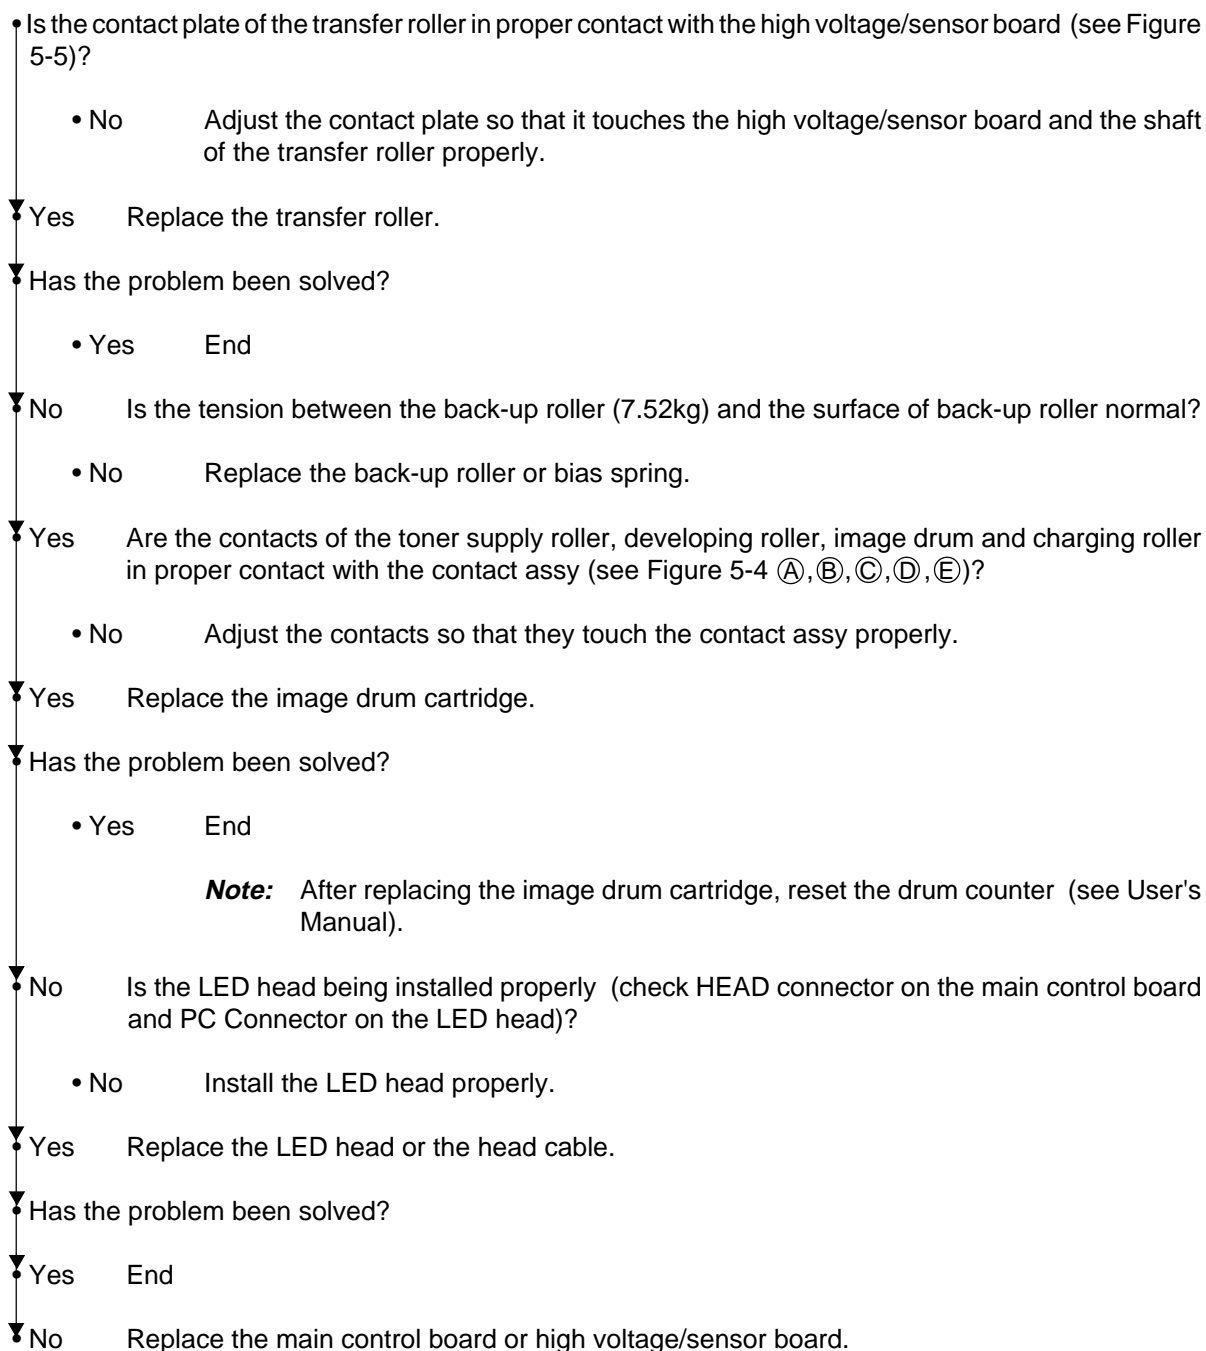 • Is the contact plate of the transfer roller in proper contact with the high voltage/sensor board (see Figure
5-5)?
• No Adjust the contact plate so that it touches the high voltage/sensor board and the shaft
of the transfer roller properly.
• Yes Replace the transfer roller.
• Has the problem been solved?
• Yes End
• No Is the tension between the back-up roller (7.52kg) and the surface of back-up roller normal?
• No Replace the back-up roller or bias spring.
• Yes Are the contacts of the toner supply roller, developing roller, image drum and charging roller
in proper contact with the contact assy (see Figure 5-4 Ⓐ,Ⓑ,Ⓒ,Ⓓ,Ⓔ)?
• No Adjust the contacts so that they touch the contact assy properly.
• Yes Replace the image drum cartridge.
• Has the problem been solved?
• Yes End
Note: After replacing the image drum cartridge, reset the drum counter (see User's
Manual).
• No Is the LED head being installed properly (check HEAD connector on the main control board
and PC Connector on the LED head)?
• No Install the LED head properly.
• Yes Replace the LED head or the head cable.
• Has the problem been solved?
• Yes End
• No Replace the main control board or high voltage/sensor board.